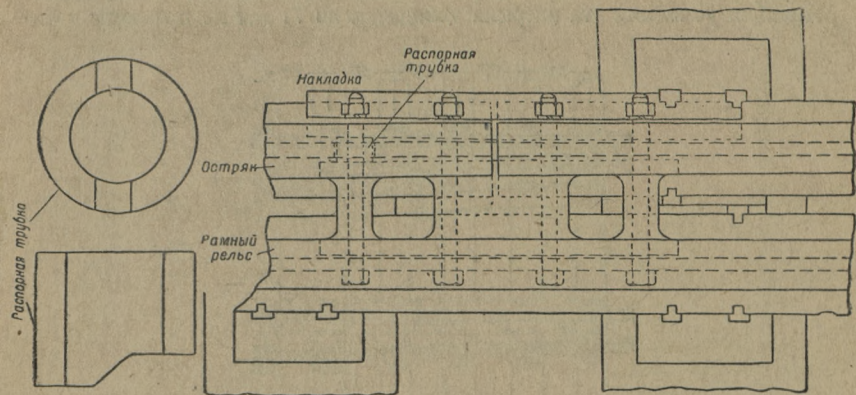 Распорная
трубка
Накладка
Остряк
Распорная трубка
Рамный
рельс
Распорная трубка